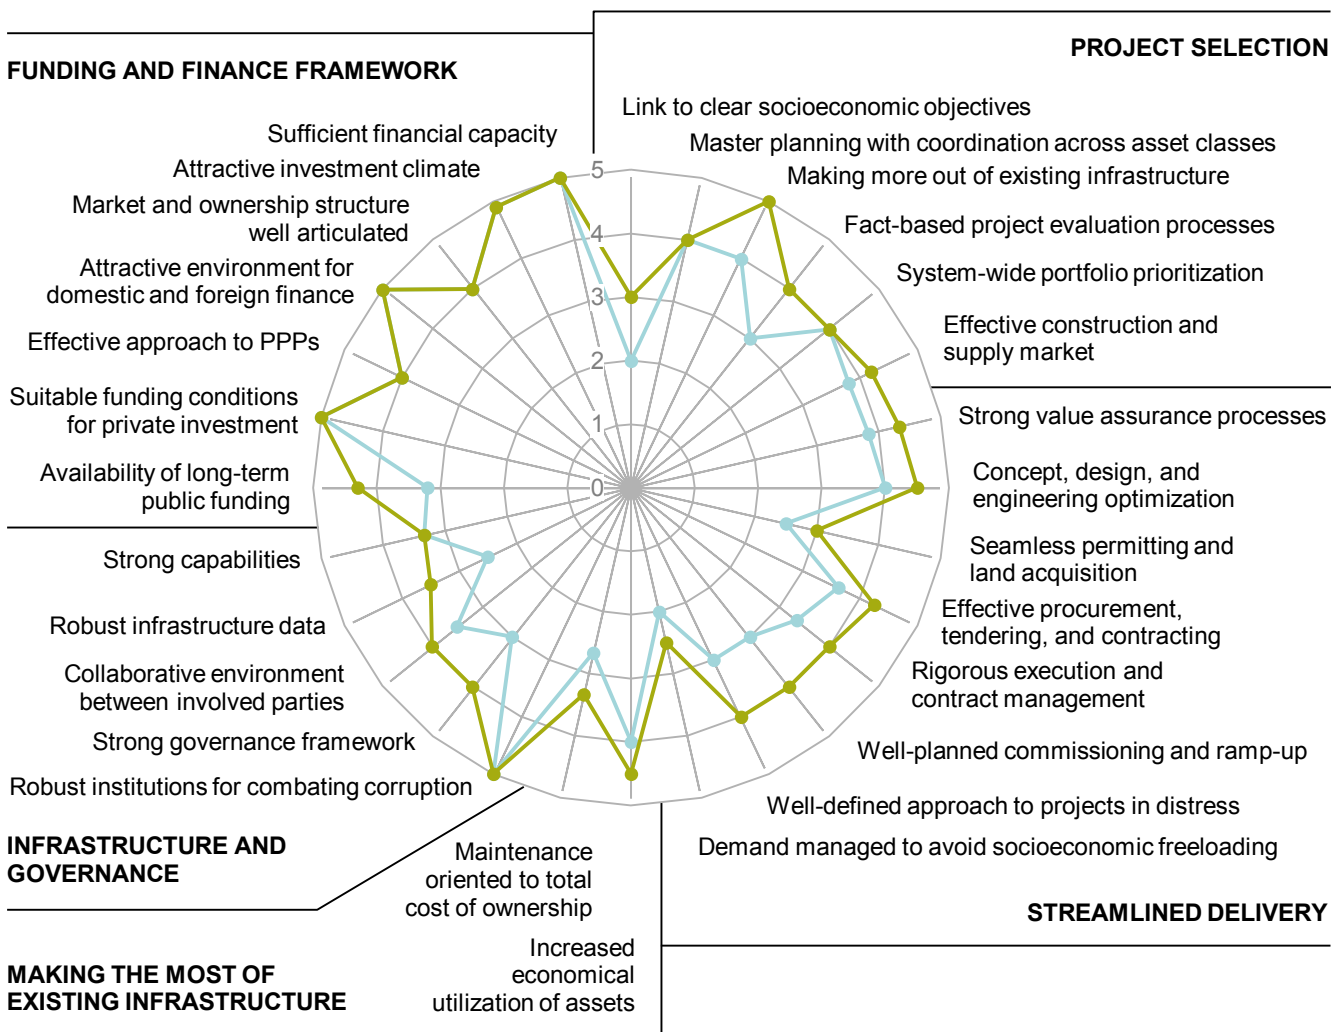 FUNDING AND FINANCE FRAMEWORK
PROJECT SELECTION
Link to clear socioeconomic objectives
Master planning with coordination across asset classes
Making more out of existing infrastructure
Fact-based project evaluation processes
System-wide portfolio prioritization
Effective construction and
supply market
Strong value assurance processes
Concept, design, and
engineering optimization
Seamless permitting and
land acquisition
Effective procurement,
tendering, and contracting
Rigorous execution and
contract management
Well-planned commissioning and ramp-up
Well-defined approach to projects in distress
Demand managed to avoid socioeconomic freeloading
STREAMLINED DELIVERY
Sufficient financial capacity
Attractive investment climate
Market and ownership structure
well articulated
Attractive environment for
domestic and foreign finance
Effective approach to PPPs
Suitable funding conditions
for private investment
Availability of long-term
public funding
Strong capabilities
Robust infrastructure data
Collaborative environment
between involved parties
Strong governance framework
Robust institutions for combating corruption
INFRASTRUCTURE AND
GOVERNANCE
Maintenance
oriented to total
cost of ownership
Increased
economical
utilization of assets
MAKING THE MOST OF
EXISTING INFRASTRUCTURE
5
4
3
2
1
0